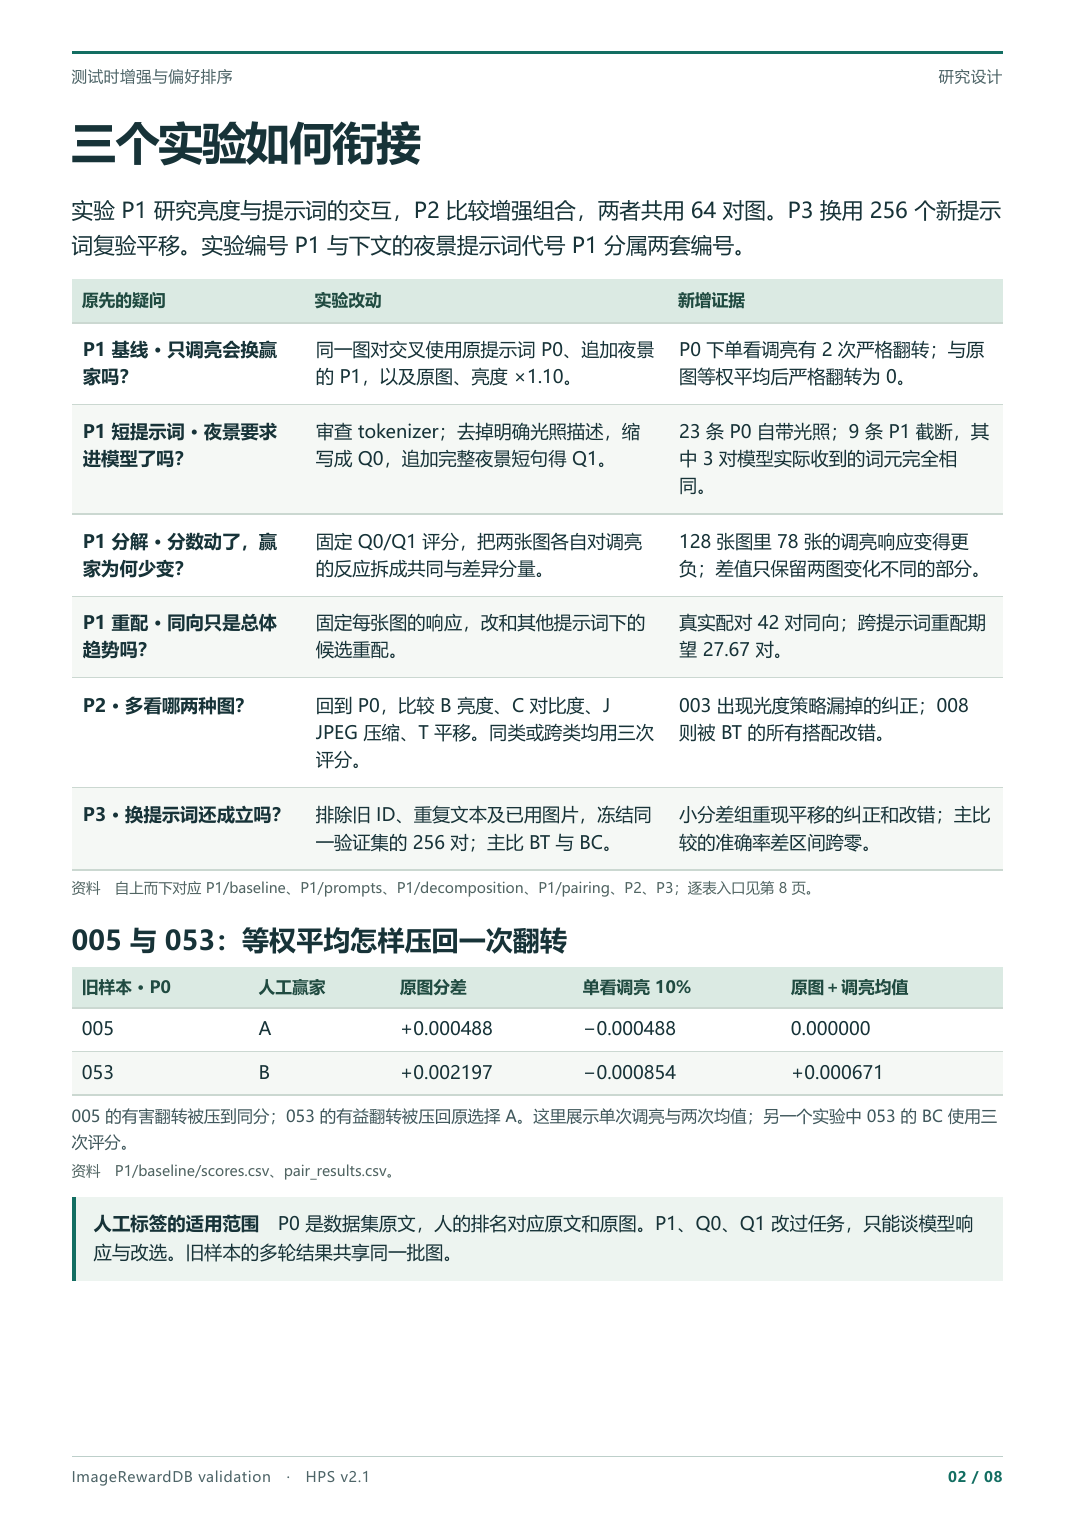 测试时增强与偏好排序
研究设计
三个实验如何衔接
实验 P1 研究亮度与提示词的交互，P2 比较增强组合，两者共用 64 对图。P3 换用 256 个新提示
词复验平移。实验编号 P1 与下文的夜景提示词代号 P1 分属两套编号。
原先的疑问
实验改动
新增证据
P1 基线 • 只调亮会换赢
家吗？
同一图对交叉使用原提示词 P0、追加夜景
的 P1，以及原图、亮度 ×1.10。
P0 下单看调亮有 2 次严格翻转；与原
图等权平均后严格翻转为 0。
P1 短提示词 • 夜景要求
进模型了吗？
审查 tokenizer；去掉明确光照描述，缩
写成 Q0，追加完整夜景短句得 Q1。
23 条 P0 自带光照；9 条 P1 截断，其
中 3 对模型实际收到的词元完全相
同。
P1 分解 • 分数动了，赢
家为何少变？
固定 Q0/Q1 评分，把两张图各自对调亮
的反应拆成共同与差异分量。
128 张图里 78 张的调亮响应变得更
负；差值只保留两图变化不同的部分。
P1 重配 • 同向只是总体
趋势吗？
固定每张图的响应，改和其他提示词下的
候选重配。
真实配对 42 对同向；跨提示词重配期
望 27.67 对。
P2 • 多看哪两种图？
回到 P0，比较 B 亮度、C 对比度、J
JPEG 压缩、T 平移。同类或跨类均用三次
评分。
003 出现光度策略漏掉的纠正；008
则被 BT 的所有搭配改错。
P3 • 换提示词还成立吗？
排除旧 ID、重复文本及已用图片，冻结同
一验证集的 256 对；主比 BT 与 BC。
小分差组重现平移的纠正和改错；主比
较的准确率差区间跨零。
资料 自上而下对应 P1/baseline、P1/prompts、P1/decomposition、P1/pairing、P2、P3；逐表入口见第 8 页。
005 与 053：等权平均怎样压回一次翻转
旧样本 • P0
人工赢家
原图分差
单看调亮 10%
原图＋调亮均值
005
A
+0.000488
−0.000488
0.000000
053
B
+0.002197
−0.000854
+0.000671
005 的有害翻转被压到同分；053 的有益翻转被压回原选择 A。这里展示单次调亮与两次均值；另一个实验中 053 的 BC 使用三
次评分。
资料 P1/baseline/scores.csv、pair_results.csv。
人工标签的适用范围 P0 是数据集原文，人的排名对应原文和原图。P1、Q0、Q1 改过任务，只能谈模型响
应与改选。旧样本的多轮结果共享同一批图。
ImageRewardDB validation · HPS v2.1
02 / 08